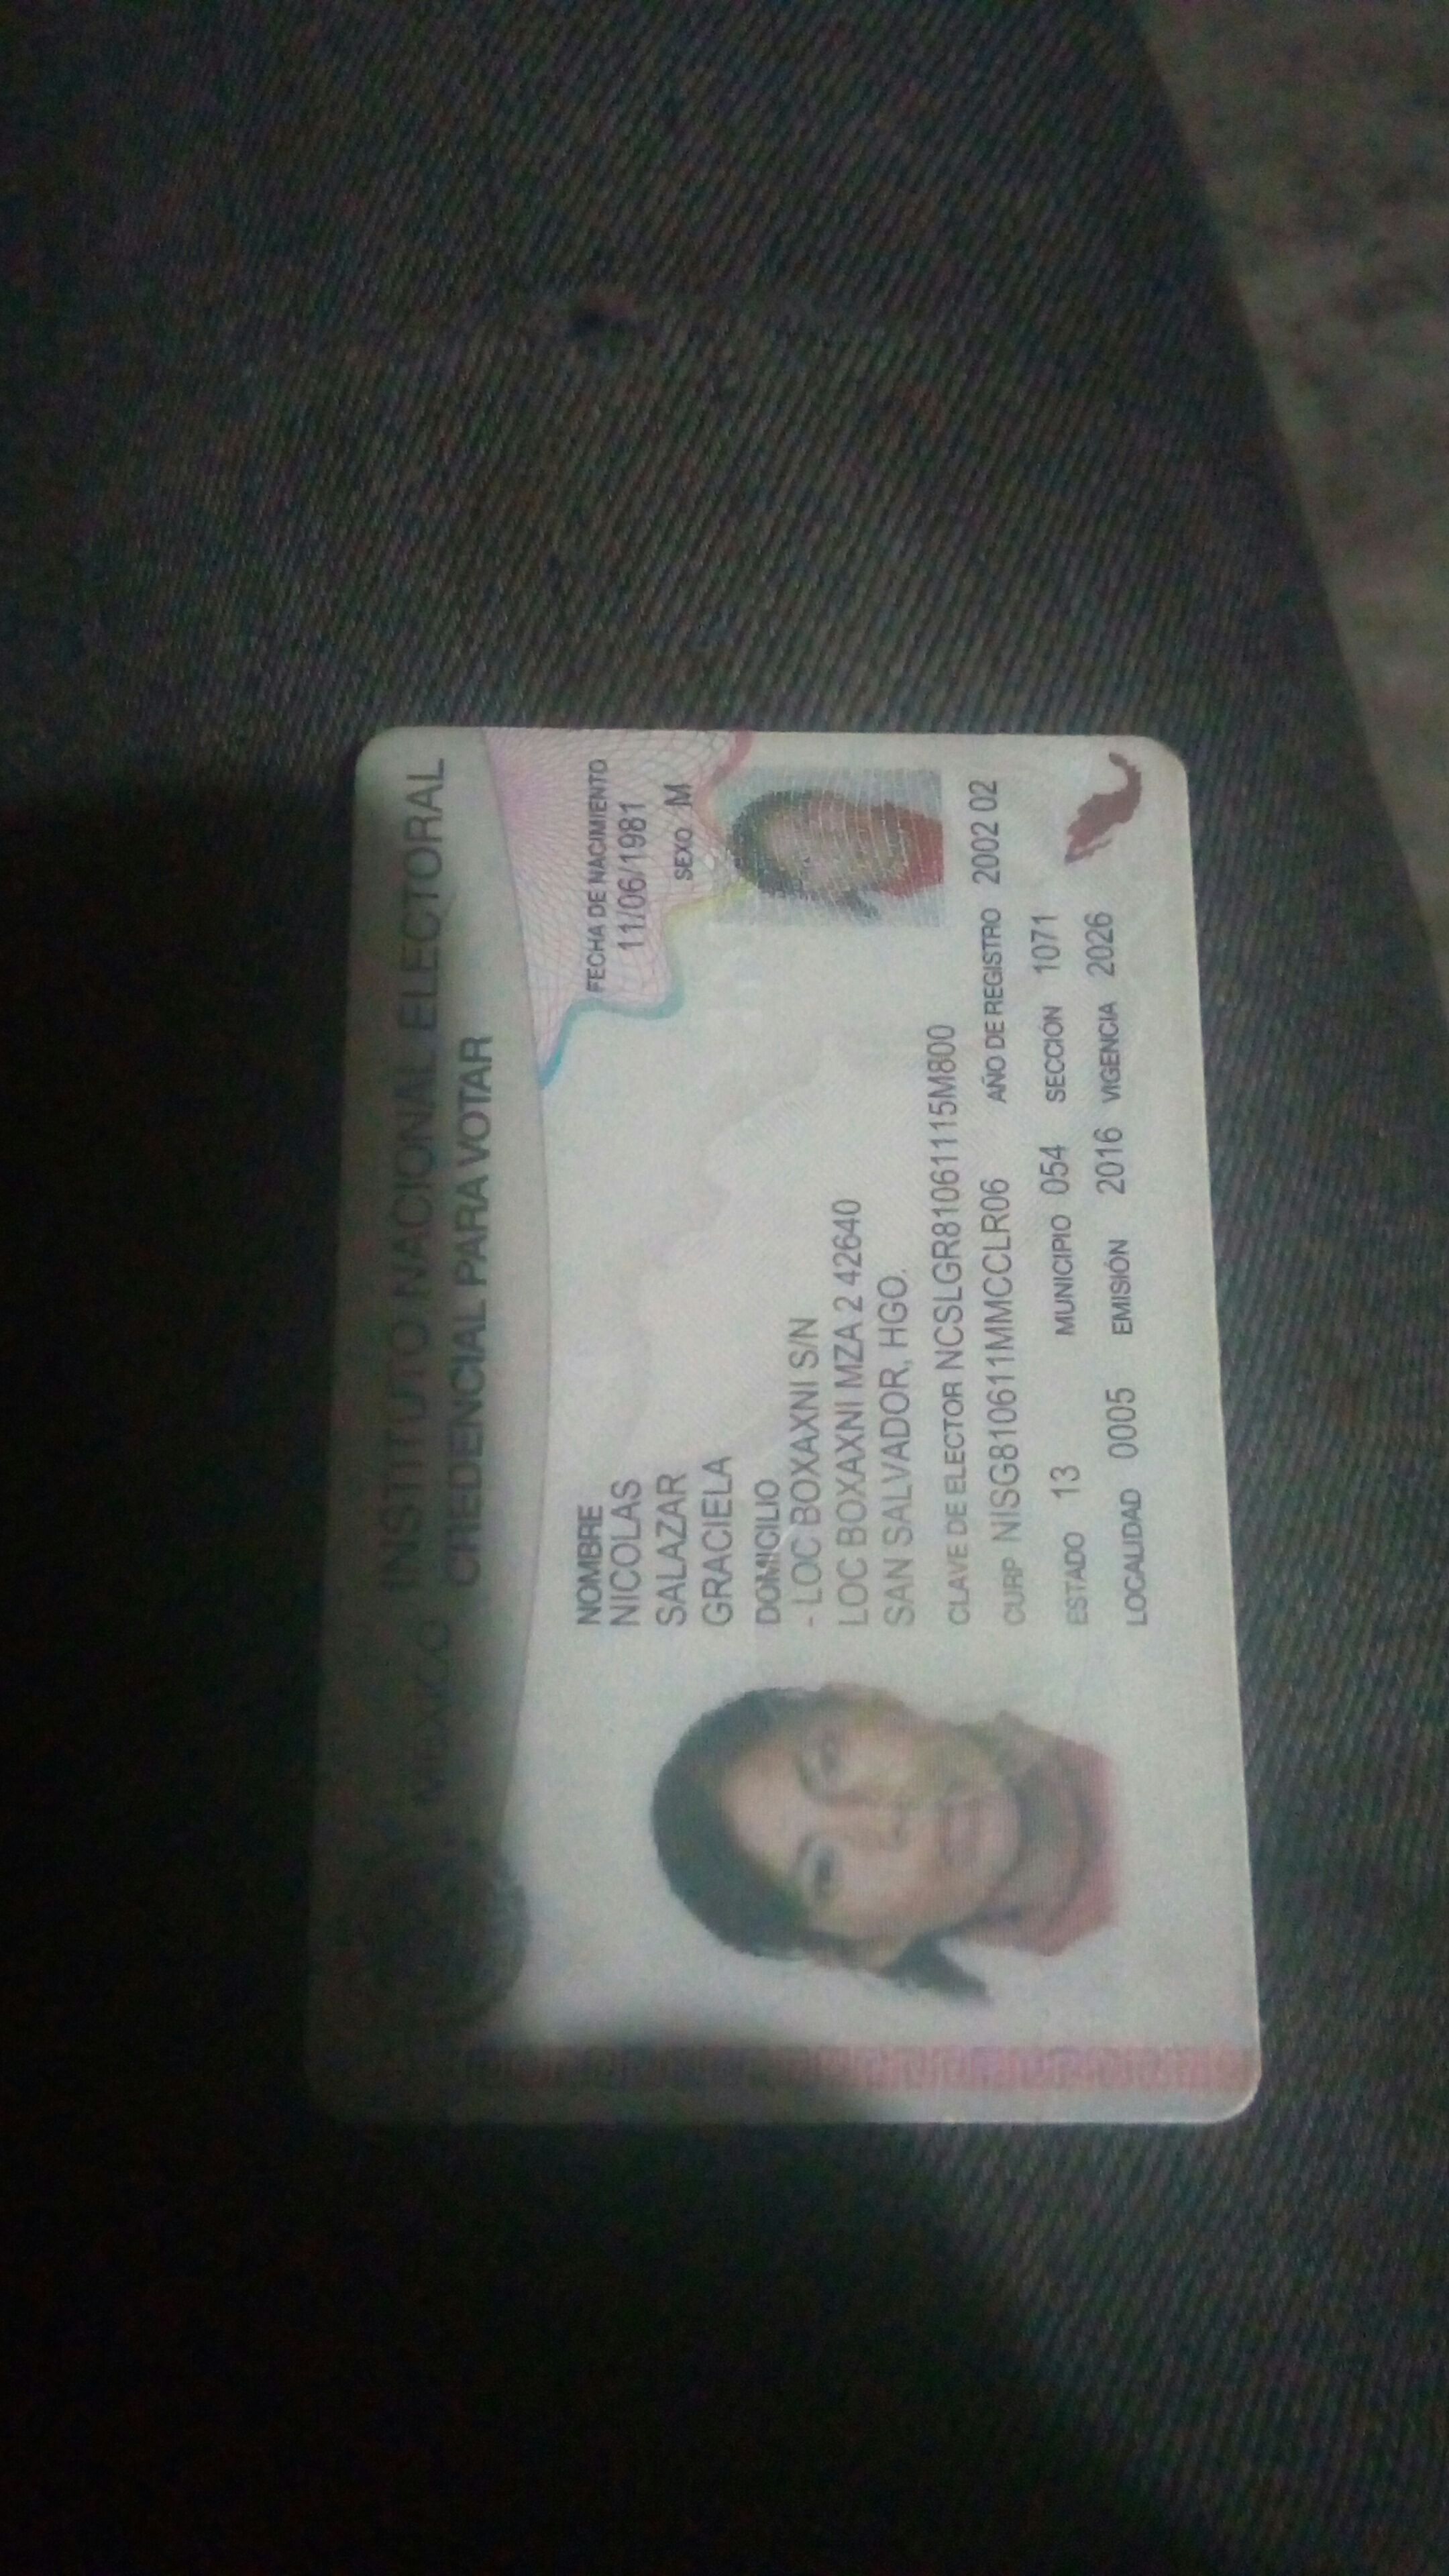 MÉXICO INSTITUTO NACIONAL ELECTORAL
CREDENCIAL PARA VOTAR
NOMBRE
NICOLAS
SALAZAR
GRACIELA
FECHA DE NACIMIENTO
11/06/1981
SEXO M
DOMICILIO
- LOC BOXAXNI S/N
LOC BOXAXNI MZA 2 42640
SAN SALVADOR, HGO.
CLAVE DE ELECTOR NCSLGR81061115M800
CURP NISG810611MMCCLR06 AÑO DE REGISTRO 2002 02
ESTADO 13 MUNICIPIO 054 SECCIÓN 1071
LOCALIDAD 0005 EMISIÓN 2016 VIGENCIA 2026